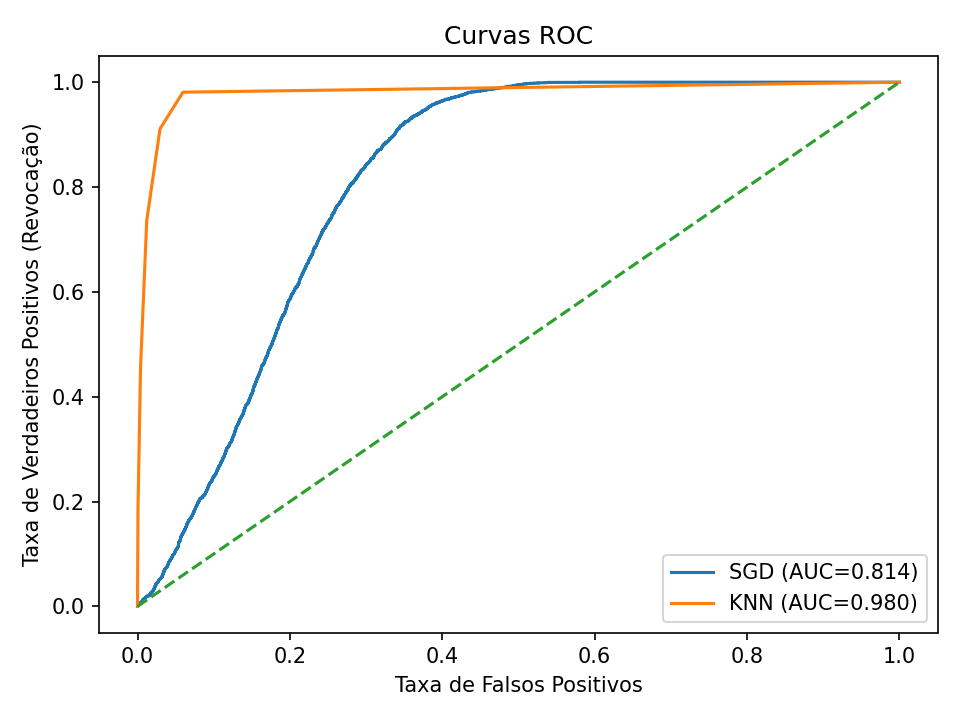 Curvas ROC
Taxa de Verdadeiros Positivos (Revocação)
1.0
0.8
0.6
0.4
0.2
0.0
0.0 0.2 0.4 0.6 0.8 1.0
Taxa de Falsos Positivos
SGD (AUC=0.814)
KNN (AUC=0.980)